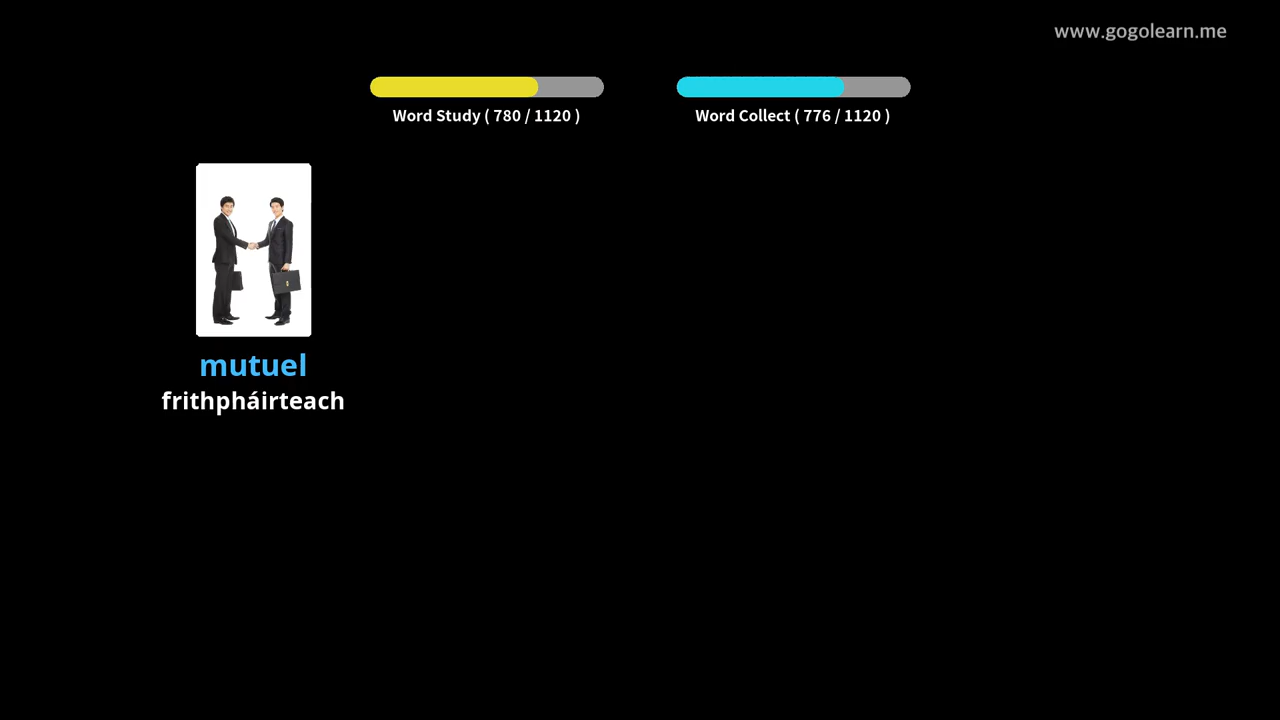 www.gogolearn.me
Word Study ( 780 / 1120 )
Word Collect ( 776 / 1120 )
mutuel
frithpháirteach